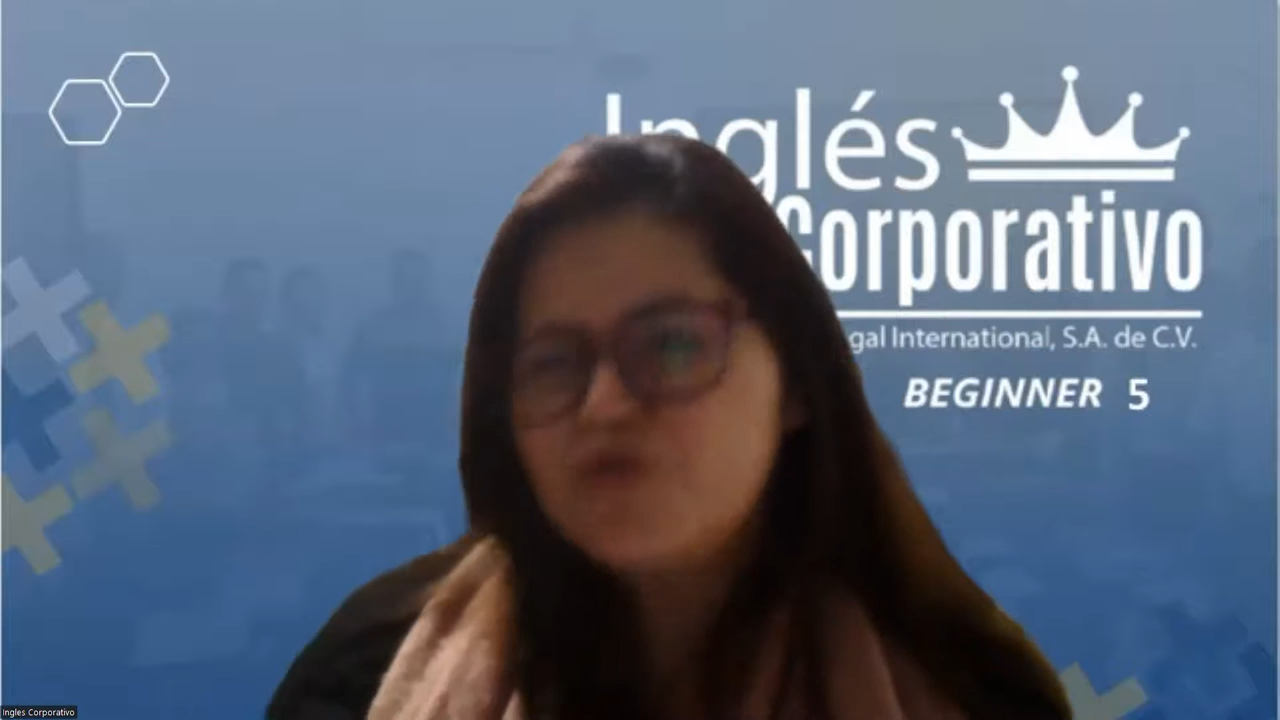 Inglés
Corporativo
gal International, S.A. de C.V.
BEGINNER 5
Ingles Corporativo